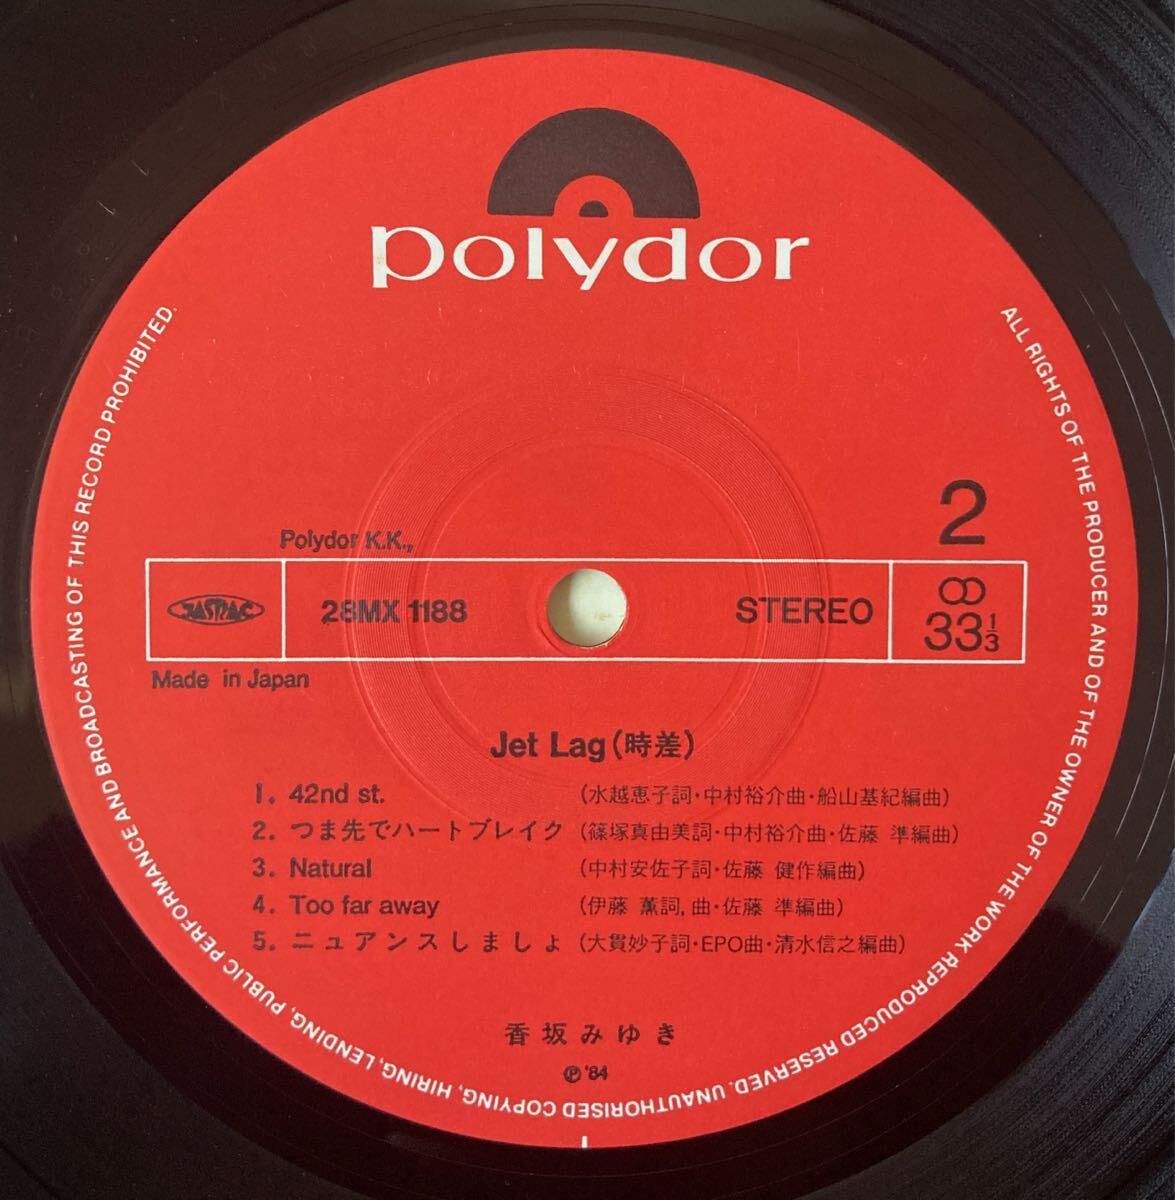 polydor
ALL RIGHTS OF THE PRODUCER AND OF THE OWNER OF THE WORK REPRODUCED RESERVED. UNAUTHORISED COPYING, HIRING, LENDING, PUBLIC PERFORMANCE AND BROADCASTING OF THIS RECORD PROHIBITED.
2
Polydor K.K.,
JASRAC
28MX 1188
STEREO
33 1/3
Made in Japan
Jet Lag(時差)
1. 42nd st. (水越恵子詞・中村裕介曲・船山基紀編曲)
2. つま先でハートブレイク (篠塚真由美詞・中村裕介曲・佐藤 準編曲)
3. Natural (中村安佐子詞・佐藤 健作編曲)
4. Too far away (伊藤 薫詞,曲・佐藤 準編曲)
5. ニュアンスしましょ (大貫妙子詞・EPO曲・清水信之編曲)
香坂みゆき
℗'84